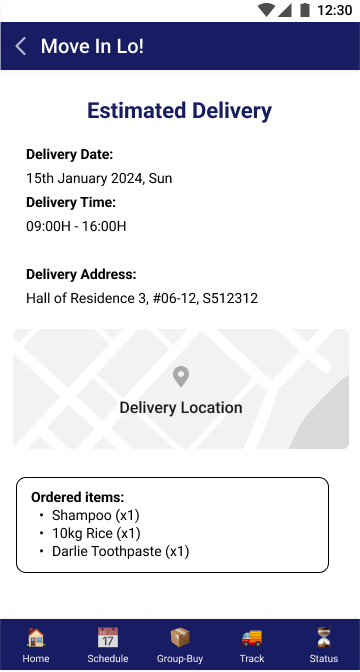 12:30
Move In Lo!
Estimated Delivery
Delivery Date:
15th January 2024, Sun
Delivery Time:
09:00H - 16:00H
Delivery Address:
Hall of Residence 3, #06-12, S512312
Delivery Location
Ordered items:
• Shampoo (x1)
• 10kg Rice (x1)
• Darlie Toothpaste (x1)
17
Home Schedule Group-Buy Track Status